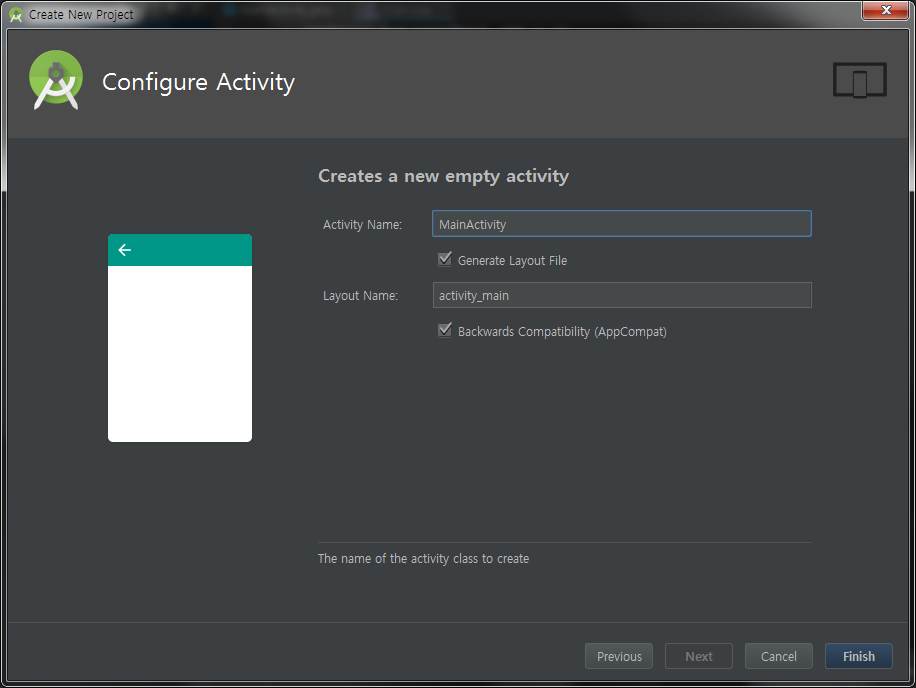 Create New Project
Configure Activity
Creates a new empty activity
Activity Name: MainActivity
Generate Layout File
Layout Name: activity_main
Backwards Compatibility (AppCompat)
The name of the activity class to create
Previous Next Cancel Finish